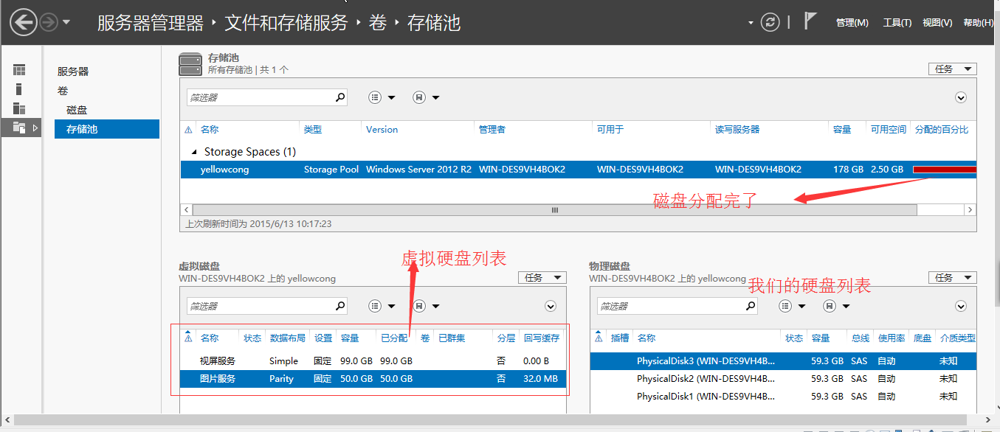 服务器管理器 ‣ 文件和存储服务 ‣ 卷 ‣ 存储池
管理(M) 工具(T) 视图(V) 帮助(H)
服务器
卷
磁盘
存储池
存储池
所有存储池 | 共 1 个
任务
筛选器
名称 类型 Version 管理者 可用于 读写服务器 容量 可用空间 分配的百分比
Storage Spaces (1)
yellowcong Storage Pool Windows Server 2012 R2 WIN-DES9VH4BOK2 WIN-DES9VH4BOK2 WIN-DES9VH4BOK2 178 GB 2.50 GB
磁盘分配完了
上次刷新时间为 2015/6/13 10:17:23
虚拟硬盘列表
虚拟磁盘
WIN-DES9VH4BOK2 上的 yellowcong
任务
筛选器
名称 状态 数据布局 设置 容量 已分配 卷 已群集 分层 回写缓存
视屏服务 Simple 固定 99.0 GB 99.0 GB 否 0.00 B
图片服务 Parity 固定 50.0 GB 50.0 GB 否 32.0 MB
物理磁盘
WIN-DES9VH4BOK2 上的 yellowcong
任务
我们的硬盘列表
筛选器
插槽 名称 状态 容量 总线 使用率 底盘 介质类型
PhysicalDisk3 (WIN-DES9VH4B... 59.3 GB SAS 自动 未知
PhysicalDisk2 (WIN-DES9VH4B... 59.3 GB SAS 自动 未知
PhysicalDisk1 (WIN-DES9VH4B... 59.3 GB SAS 自动 未知